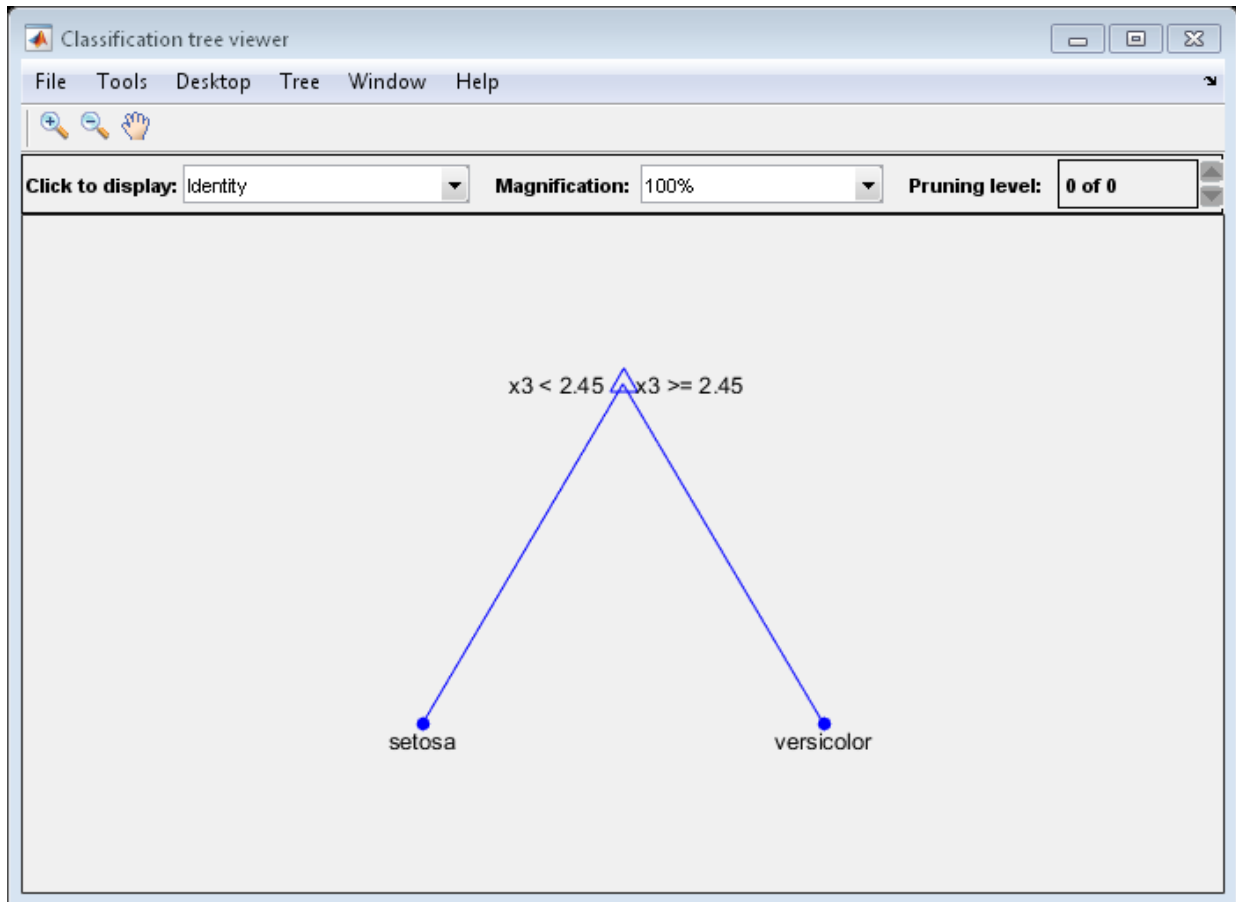 Classification tree viewer
File Tools Desktop Tree Window Help
Click to display: Identity Magnification: 100% Pruning level: 0 of 0
x3 < 2.45 x3 >= 2.45
setosa versicolor